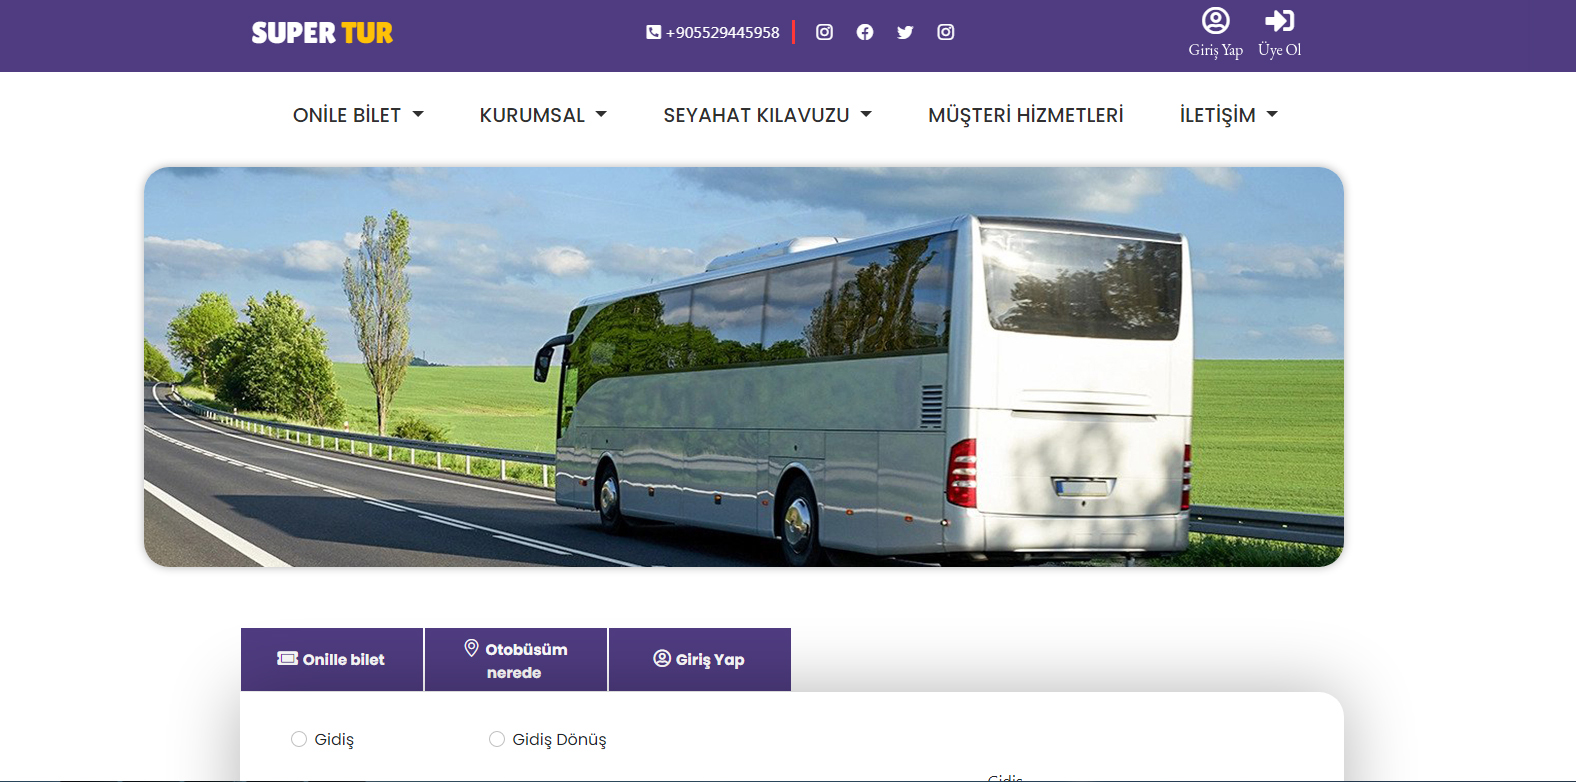 SUPER TUR
+905529445958
Giriş Yap
Üye Ol
ONİLE BİLET
KURUMSAL
SEYAHAT KILAVUZU
MÜŞTERİ HİZMETLERİ
İLETİŞİM
Onille bilet
Otobüsüm
nerede
Giriş Yap
Gidiş
Gidiş Dönüş
Gidiş